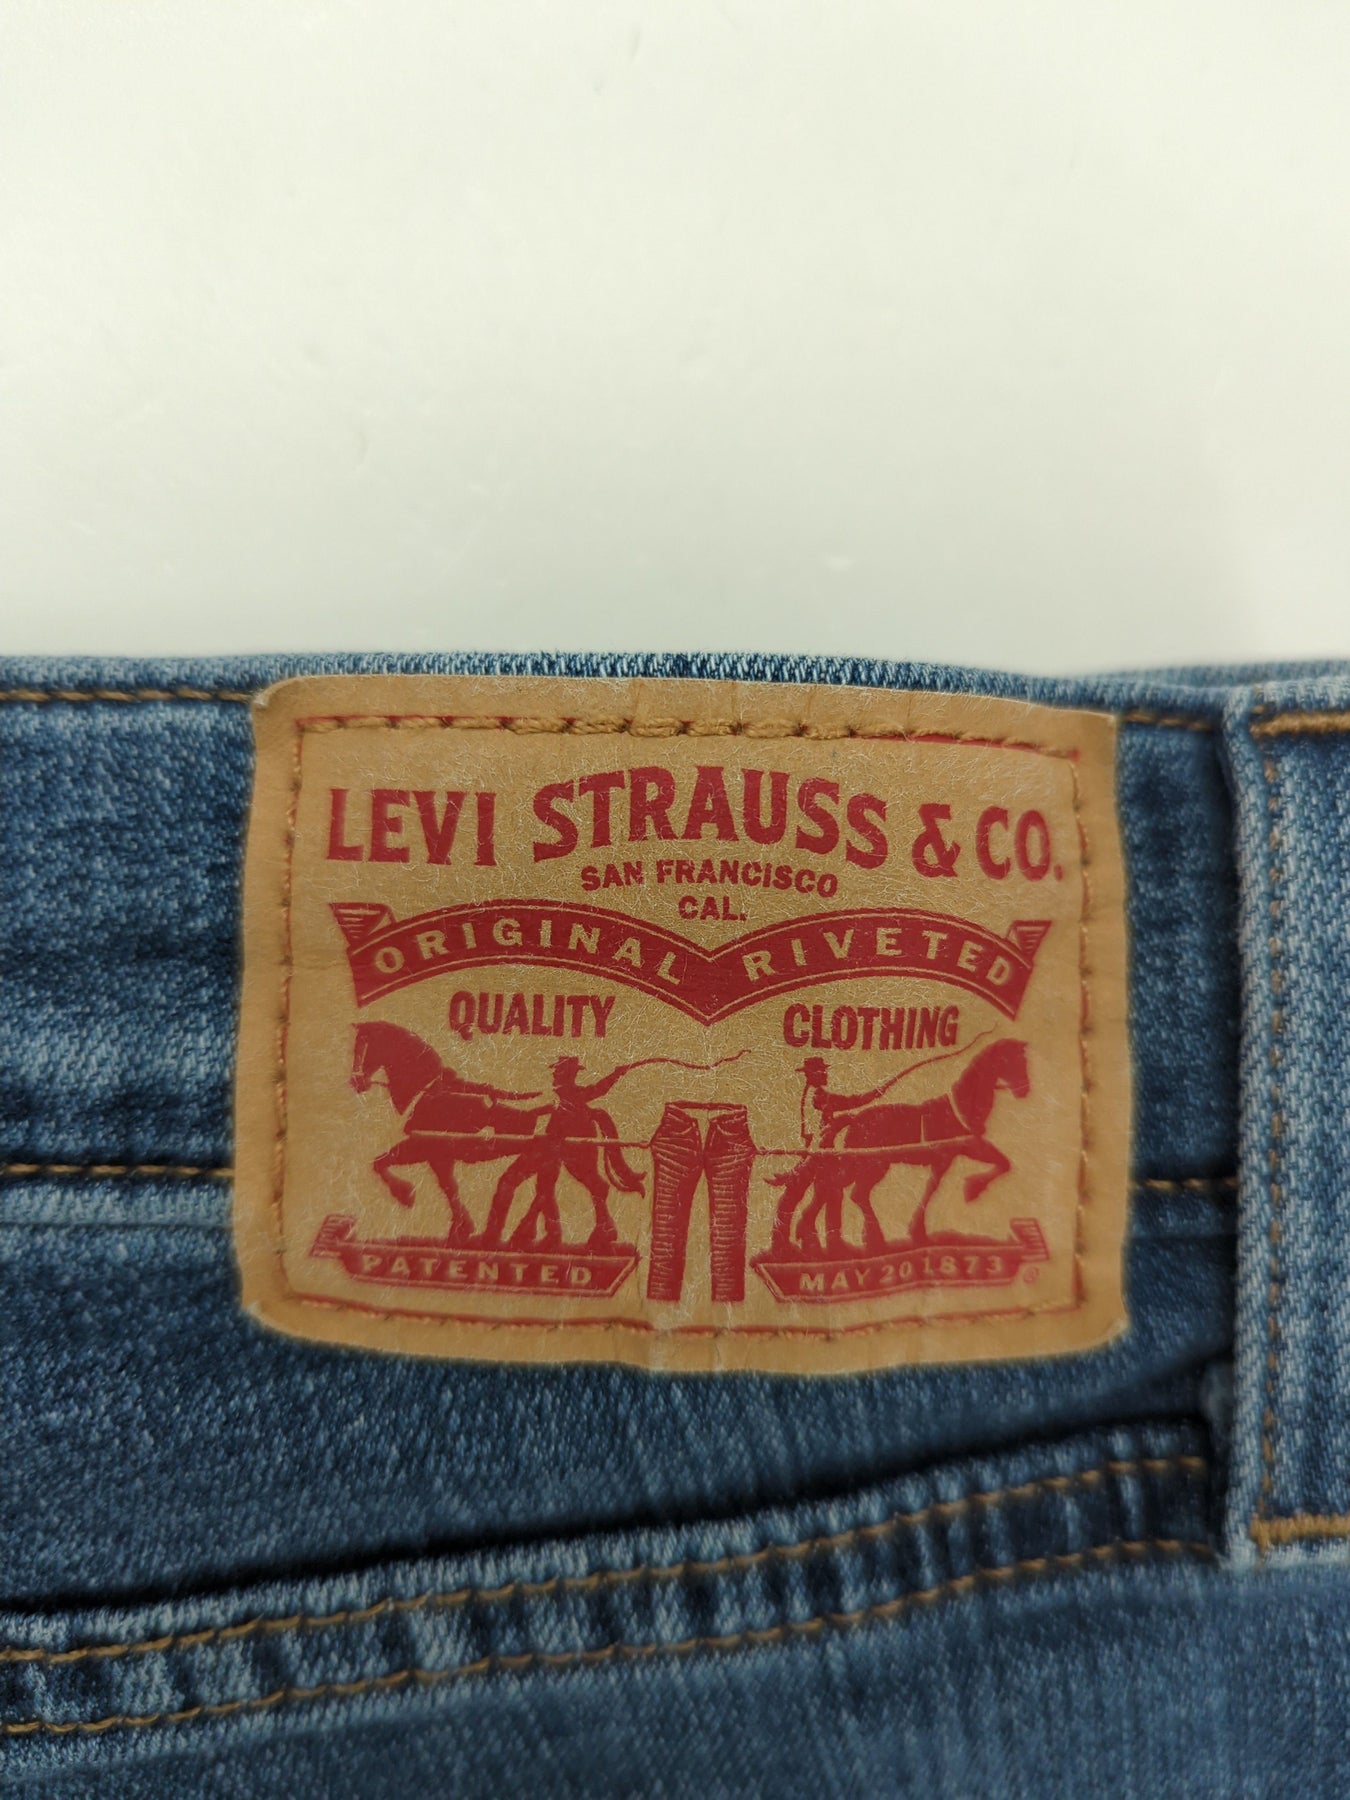 LEVI STRAUSS & CO.
SAN FRANCISCO
CAL.
ORIGINAL RIVETED
QUALITY CLOTHING
PATENTED MAY 20 1873 ®